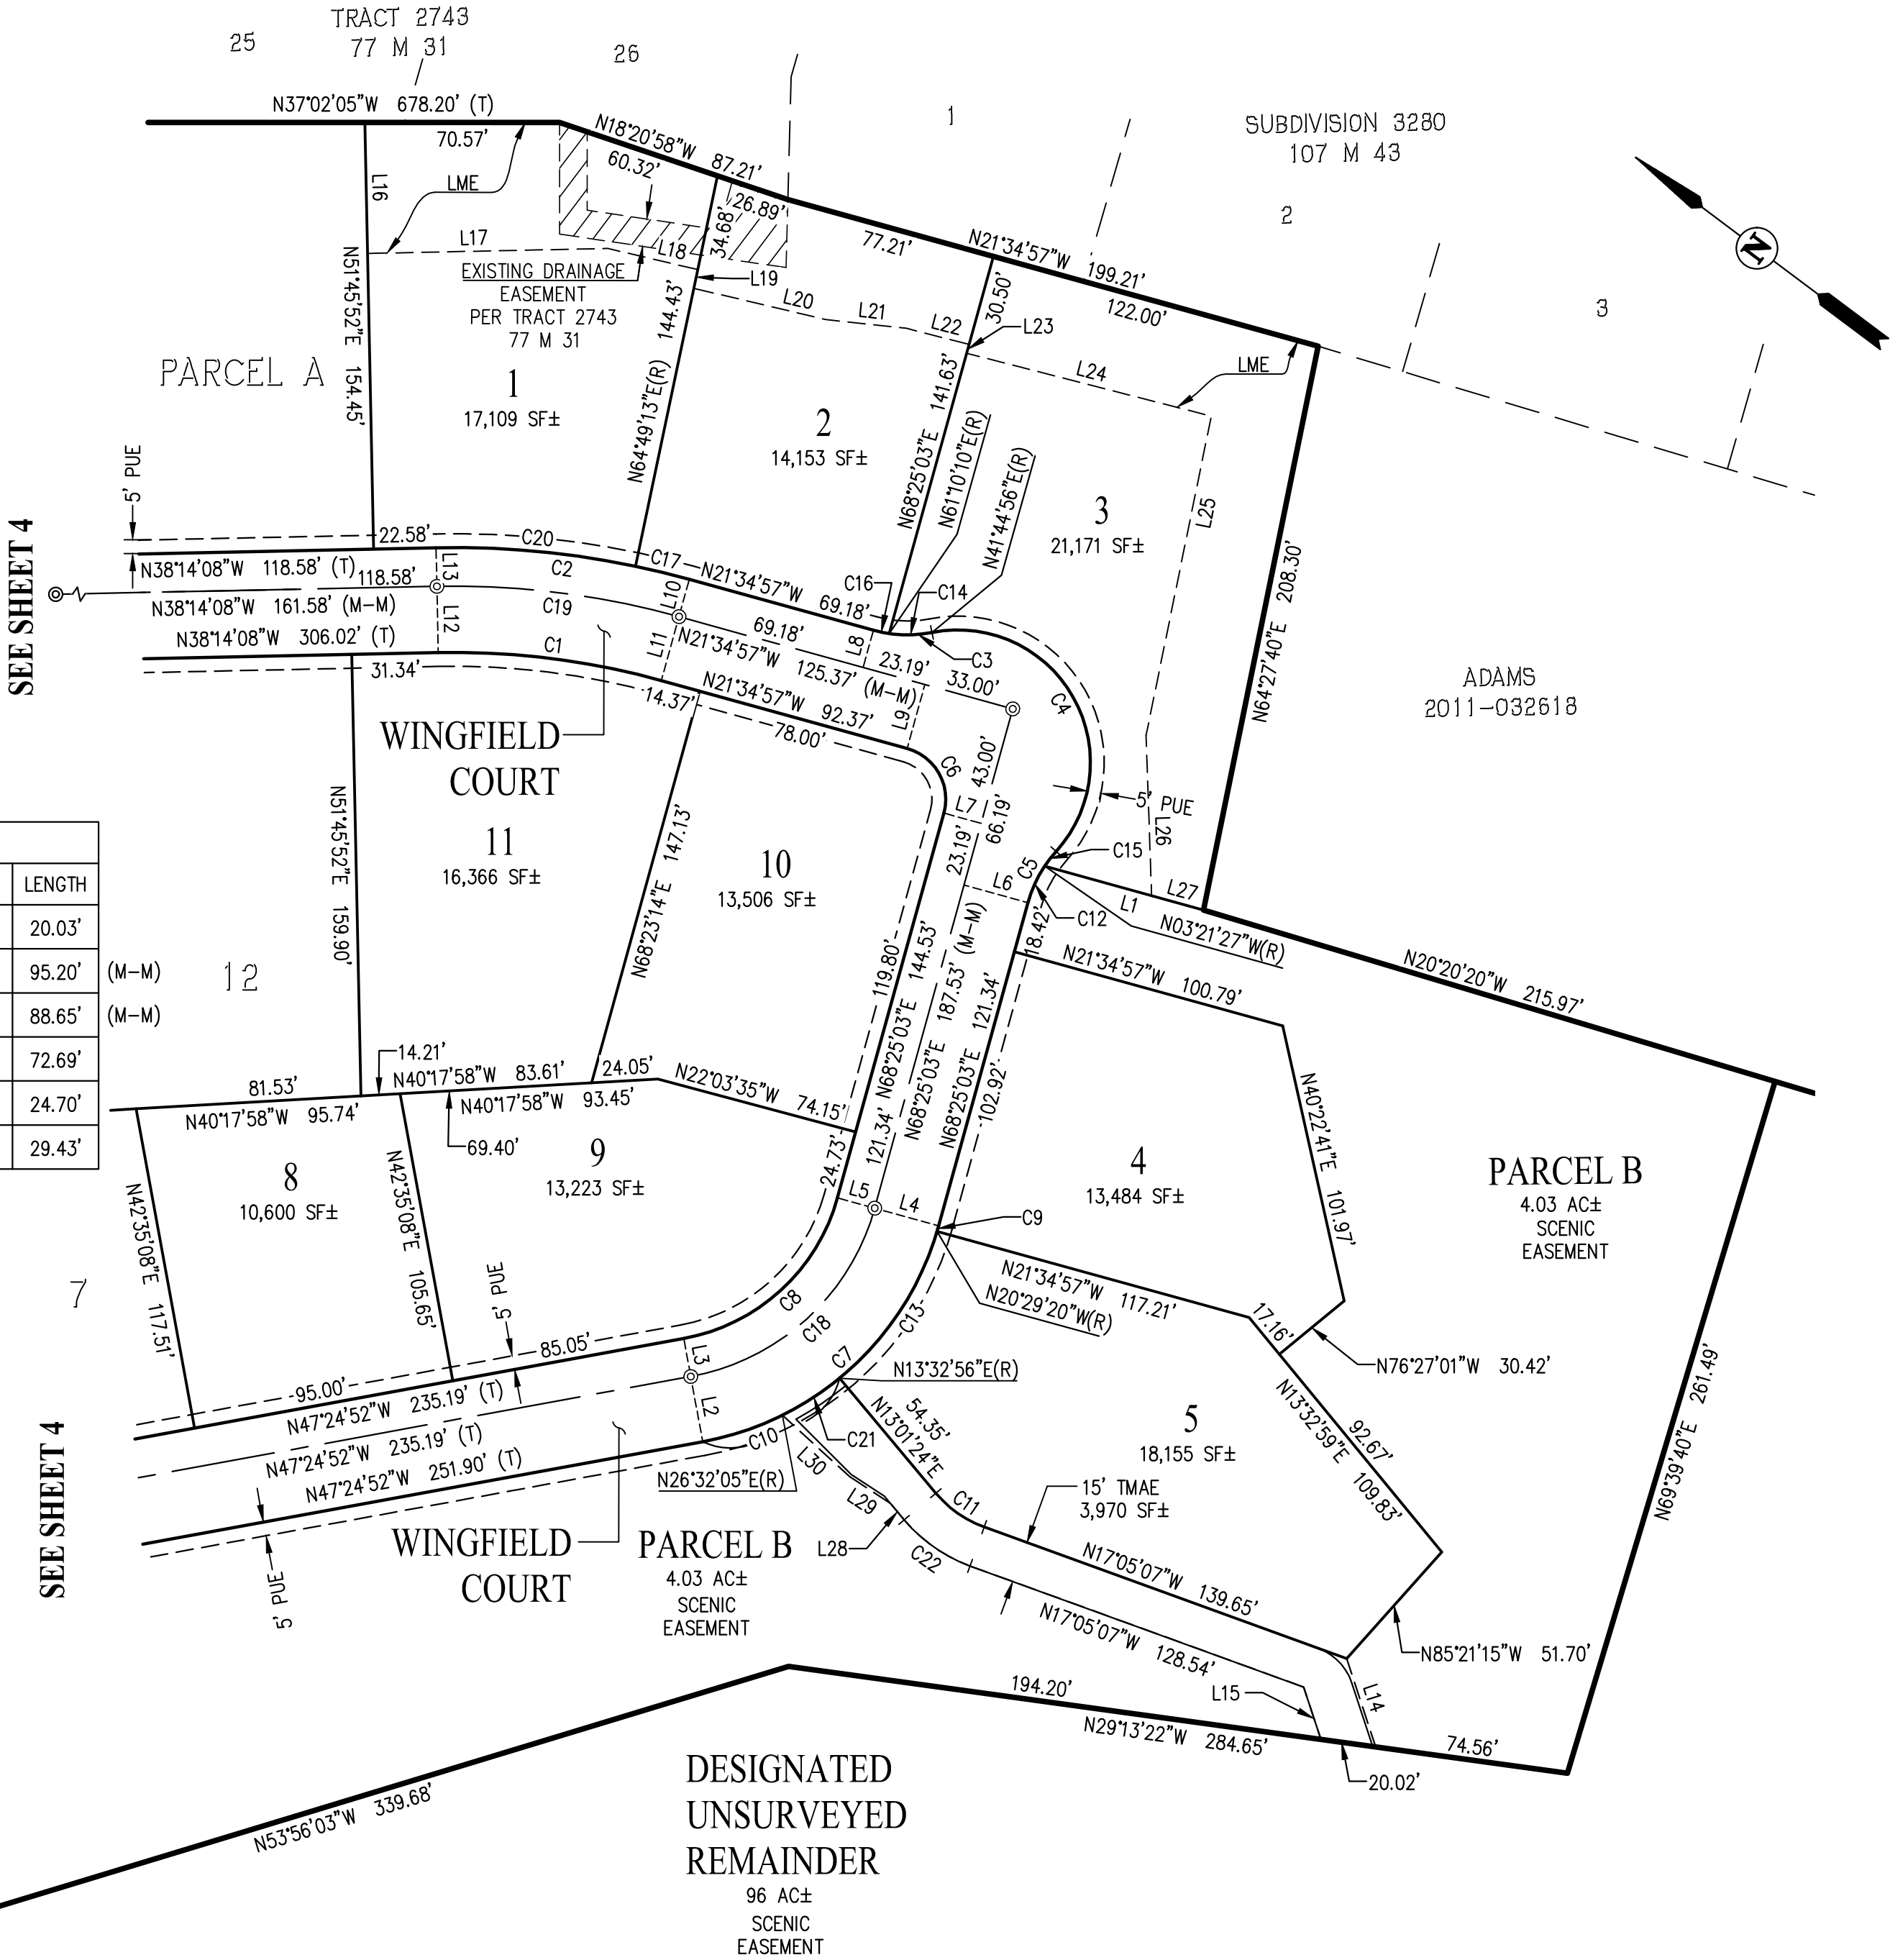 TRACT 2743
77 M 31
25
26
1
SUBDIVISION 3280
107 M 43
2
3
N
N37°02'05"W 678.20' (T)
70.57'
N18°20'58"W 87.21'
60.32'
26.89'
LME
L16
L17
L18
34.68'
L19
77.21'
N21°34'57"W 199.21'
122.00'
EXISTING DRAINAGE
EASEMENT
PER TRACT 2743
77 M 31
L20
L21
L22
30.50'
L23
L24
LME
N51°45'52"E 154.45'
PARCEL A
1
17,109 SF±
N64°49'13"E(R) 144.43'
2
14,153 SF±
N68°25'03"E 141.63'
N61°10'10"E(R)
N41°44'56"E(R)
3
21,171 SF±
L25
N64°27'40"E 208.30'
ADAMS
2011-032618
5' PUE
SEE SHEET 4
22.58'
C20
C17
N21°34'57"W 69.18'
C16
C14
N38°14'08"W 118.58' (T)
118.58'
L13
C2
L10
N38°14'08"W 161.58' (M-M)
C19
69.18'
L8
C3
N38°14'08"W 306.02' (T)
L12
C1
L11
N21°34'57"W 125.37' (M-M)
23.19'
33.00'
C4
31.34'
14.37'
N21°34'57"W 92.37'
L9
78.00'
WINGFIELD
COURT
C6
43.00'
5' PUE
L7
66.19'
L26
C15
N51°45'52"E 159.90'
11
16,366 SF±
N68°23'14"E 147.13'
10
13,506 SF±
23.19'
C5
L6
L27
L1
C12
N03°21'27"W(R)
18.42'
LENGTH
20.03'
95.20' (M-M)
88.65' (M-M)
72.69'
24.70'
29.43'
12
119.80'
N68°25'03"E 144.53'
N68°25'03"E 187.53' (M-M)
N68°25'03"E 121.34'
121.34'
102.92'
N21°34'57"W 100.79'
N20°20'20"W 215.97'
81.53'
14.21'
N40°17'58"W 83.61'
24.05'
N22°03'35"W 74.15'
N40°17'58"W 95.74'
N40°17'58"W 93.45'
69.40'
N40°22'41"E 101.97'
8
10,600 SF±
9
13,223 SF±
24.73'
4
13,484 SF±
PARCEL B
4.03 AC±
SCENIC
EASEMENT
N42°35'08"E 117.51'
N42°35'08"E 105.65'
L5
L4
C9
7
5' PUE
N21°34'57"W 117.21'
N20°29'20"W(R)
C8
C18
C13
17.16'
N76°27'01"W 30.42'
85.05'
L3
C7
N13°32'56"E(R)
95.00'
N47°24'52"W 235.19' (T)
N47°24'52"W 235.19' (T)
N47°24'52"W 251.90' (T)
L2
C10
C21
54.35'
N13°01'24"E
5
18,155 SF±
92.67'
N13°32'59"E 109.83'
N69°39'40"E 261.49'
SEE SHEET 4
N26°32'05"E(R)
L30
L29
C11
15' TMAE
3,970 SF±
5' PUE
WINGFIELD
COURT
PARCEL B
4.03 AC±
SCENIC
EASEMENT
L28
C22
N17°05'07"W 139.65'
N17°05'07"W 128.54'
N85°21'15"W 51.70'
L14
L15
194.20'
N29°13'22"W 284.65'
74.56'
20.02'
N53°56'03"W 339.68'
DESIGNATED
UNSURVEYED
REMAINDER
96 AC±
SCENIC
EASEMENT